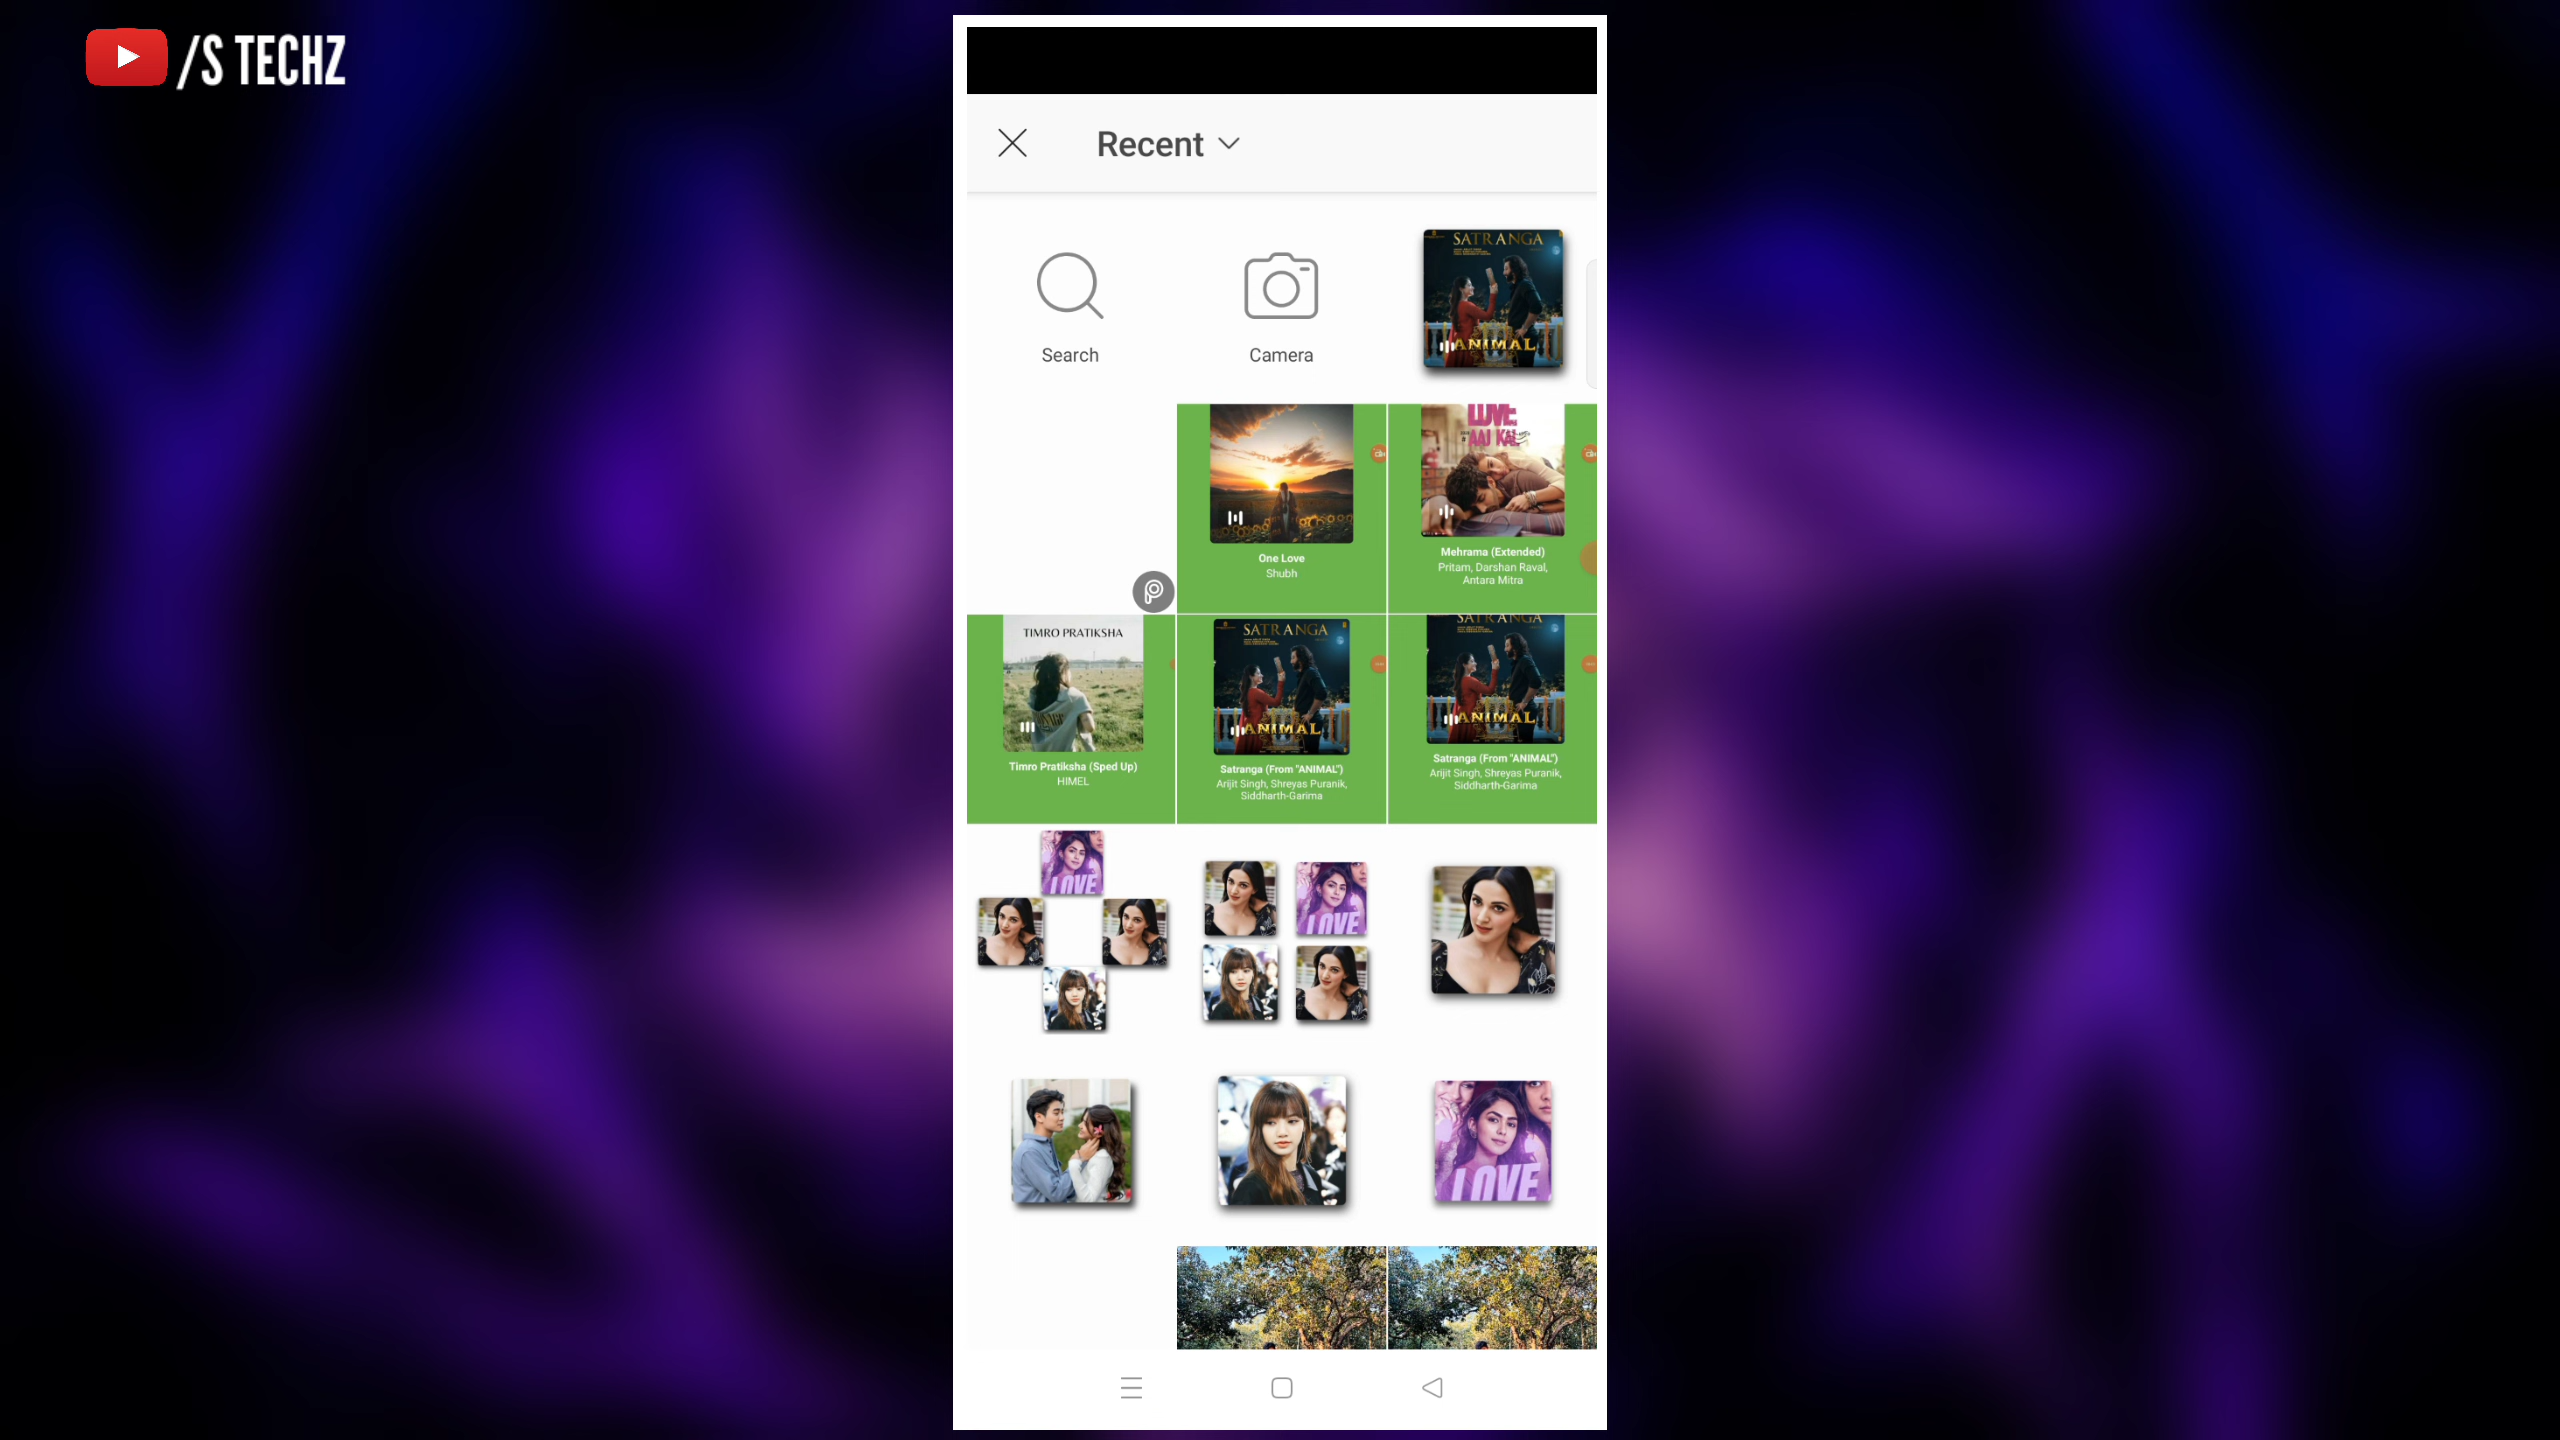 /S TECHZ
Recent
Search
Camera
SATRANGA
ANIMAL
One Love
Shubh
LOVE
AAJ KAL
Mehrama (Extended)
Pritam, Darshan Raval,
Antara Mitra
TIMRO PRATIKSHA
Timro Pratiksha (Sped Up)
HIMEL
SATRANGA
ANIMAL
Satranga (From "ANIMAL")
Arijit Singh, Shreyas Puranik,
Siddharth-Garima
SATRANGA
ANIMAL
Satranga (From "ANIMAL")
Arijit Singh, Shreyas Puranik,
Siddharth-Garima
LOVE
LOVE
LOVE